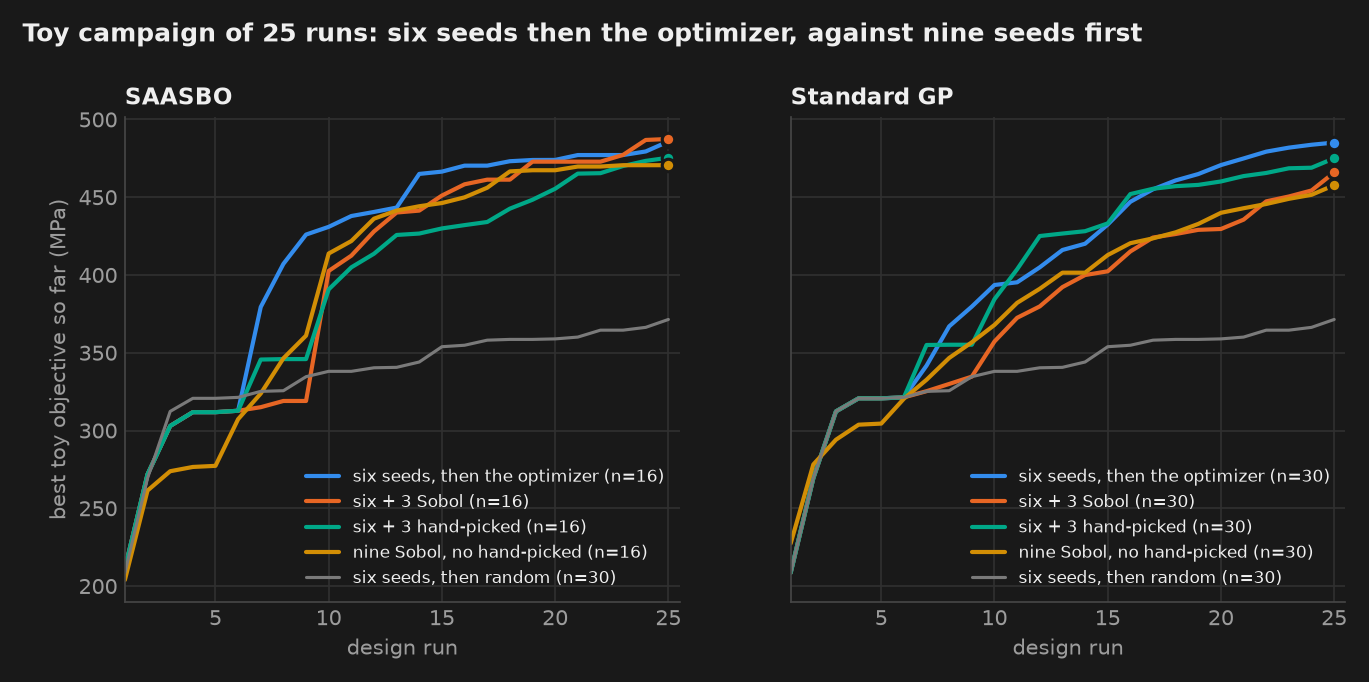 Toy campaign of 25 runs: six seeds then the optimizer, against nine seeds first
SAASBO
best toy objective so far (MPa)
500
450
400
350
300
250
200
six seeds, then the optimizer (n=16)
six + 3 Sobol (n=16)
six + 3 hand-picked (n=16)
nine Sobol, no hand-picked (n=16)
six seeds, then random (n=30)
5 10 15 20 25
design run
Standard GP
six seeds, then the optimizer (n=30)
six + 3 Sobol (n=30)
six + 3 hand-picked (n=30)
nine Sobol, no hand-picked (n=30)
six seeds, then random (n=30)
5 10 15 20 25
design run